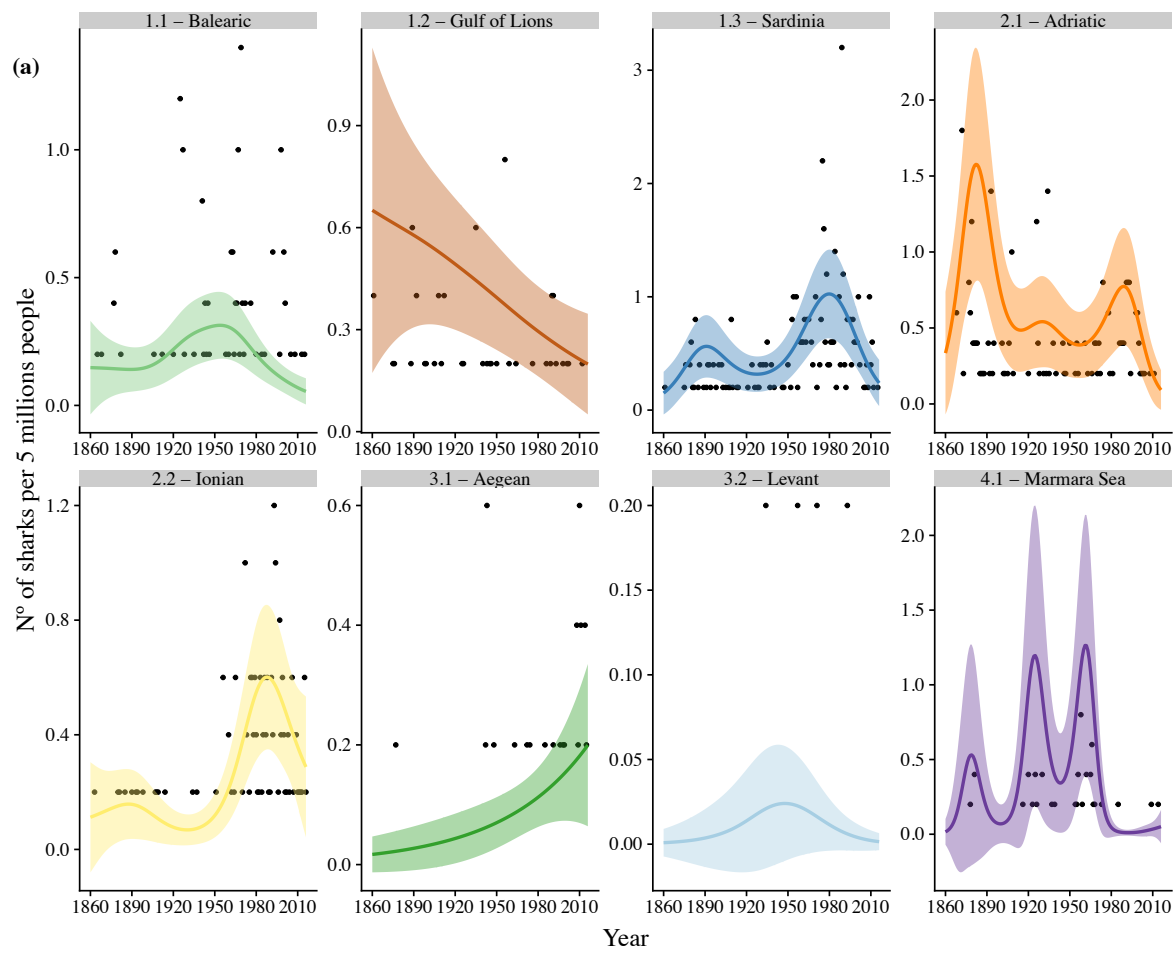 (a)
Nº of sharks per 5 millions people
1.1 – Balearic
1.0
0.5
0.0
1860 1890 1920 1950 1980 2010
1.2 – Gulf of Lions
0.9
0.6
0.3
0.0
1860 1890 1920 1950 1980 2010
1.3 – Sardinia
3
2
1
0
1860 1890 1920 1950 1980 2010
2.1 – Adriatic
2.0
1.5
1.0
0.5
0.0
1860 1890 1920 1950 1980 2010
2.2 – Ionian
1.2
0.8
0.4
0.0
1860 1890 1920 1950 1980 2010
3.1 – Aegean
0.6
0.4
0.2
0.0
1860 1890 1920 1950 1980 2010
3.2 – Levant
0.20
0.15
0.10
0.05
0.00
1860 1890 1920 1950 1980 2010
4.1 – Marmara Sea
2.0
1.5
1.0
0.5
0.0
1860 1890 1920 1950 1980 2010
Year